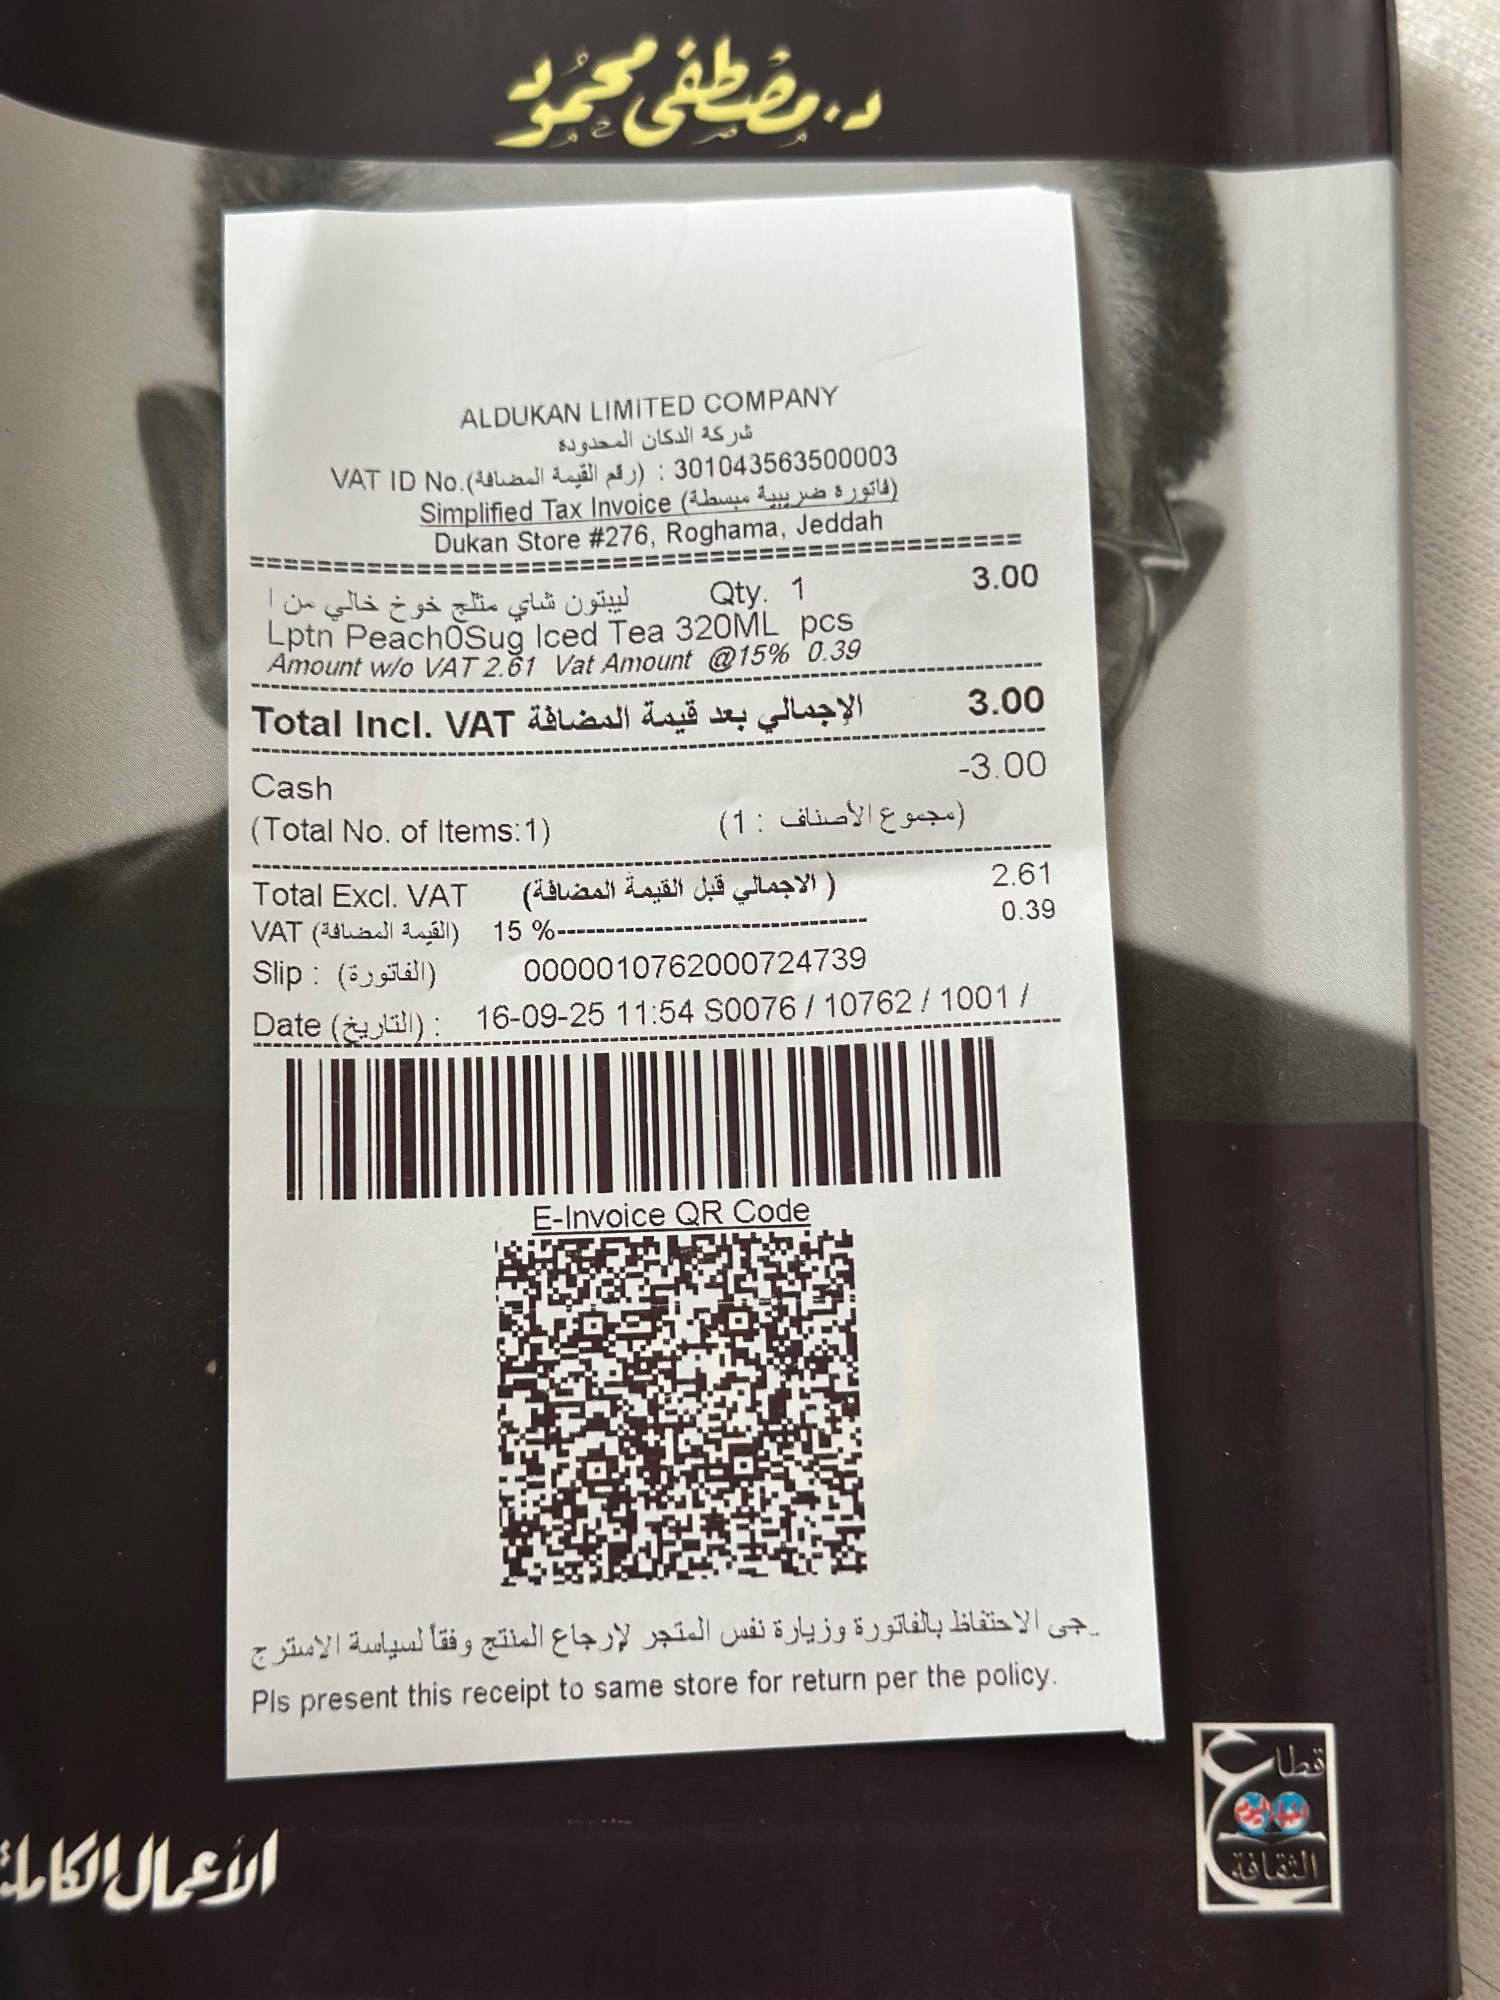 د. مصطفى محمود
ALDUKAN LIMITED COMPANY
شركة الدكان المحدوده
VAT ID No.(رقم القيمة المضافة) : 301043563500003
Simplified Tax Invoice (فاتورة ضريبية مبسطة)
Dukan Store #276, Roghama, Jeddah
ليبتون شاي مثلج خوخ خالي من ا Qty. 1 3.00
Lptn Peach0Sug Iced Tea 320ML pcs
Amount w/o VAT 2.61 Vat Amount @15% 0.39
Total Incl. VAT الإجمالي بعد قيمة المضافة 3.00
Cash -3.00
(Total No. of Items:1) (مجموع الأصناف : 1)
Total Excl. VAT (الاجمالي قبل القيمة المضافة ) 2.61
VAT (القيمة المضافة) 15 %------------------------------ 0.39
Slip : (الفاتورة) 0000010762000724739
Date (التاريخ) : 16-09-25 11:54 S0076 / 10762 / 1001 /
E-Invoice QR Code
جى الاحتفاظ بالفاتورة وزيارة نفس المتجر لإرجاع المنتج وفقاً لسياسة الاسترج
Pls present this receipt to same store for return per the policy.
قطاع
الثقافة
الأعمال الكاملة